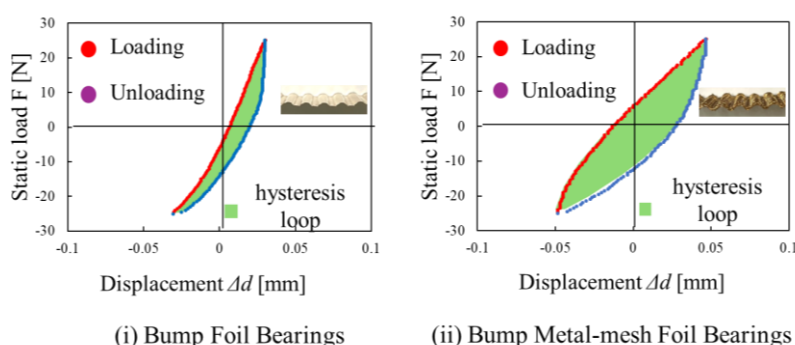 Static load F [N]
30
20
10
0
-10
-20
-30
Loading
Unloading
hysteresis
loop
-0.1
-0.05
0
0.05
0.1
Displacement Δd [mm]
(i) Bump Foil Bearings
Static load F [N]
30
20
10
0
-10
-20
-30
Loading
Unloading
hysteresis
loop
-0.1
-0.05
0
0.05
0.1
Displacement Δd [mm]
(ii) Bump Metal-mesh Foil Bearings